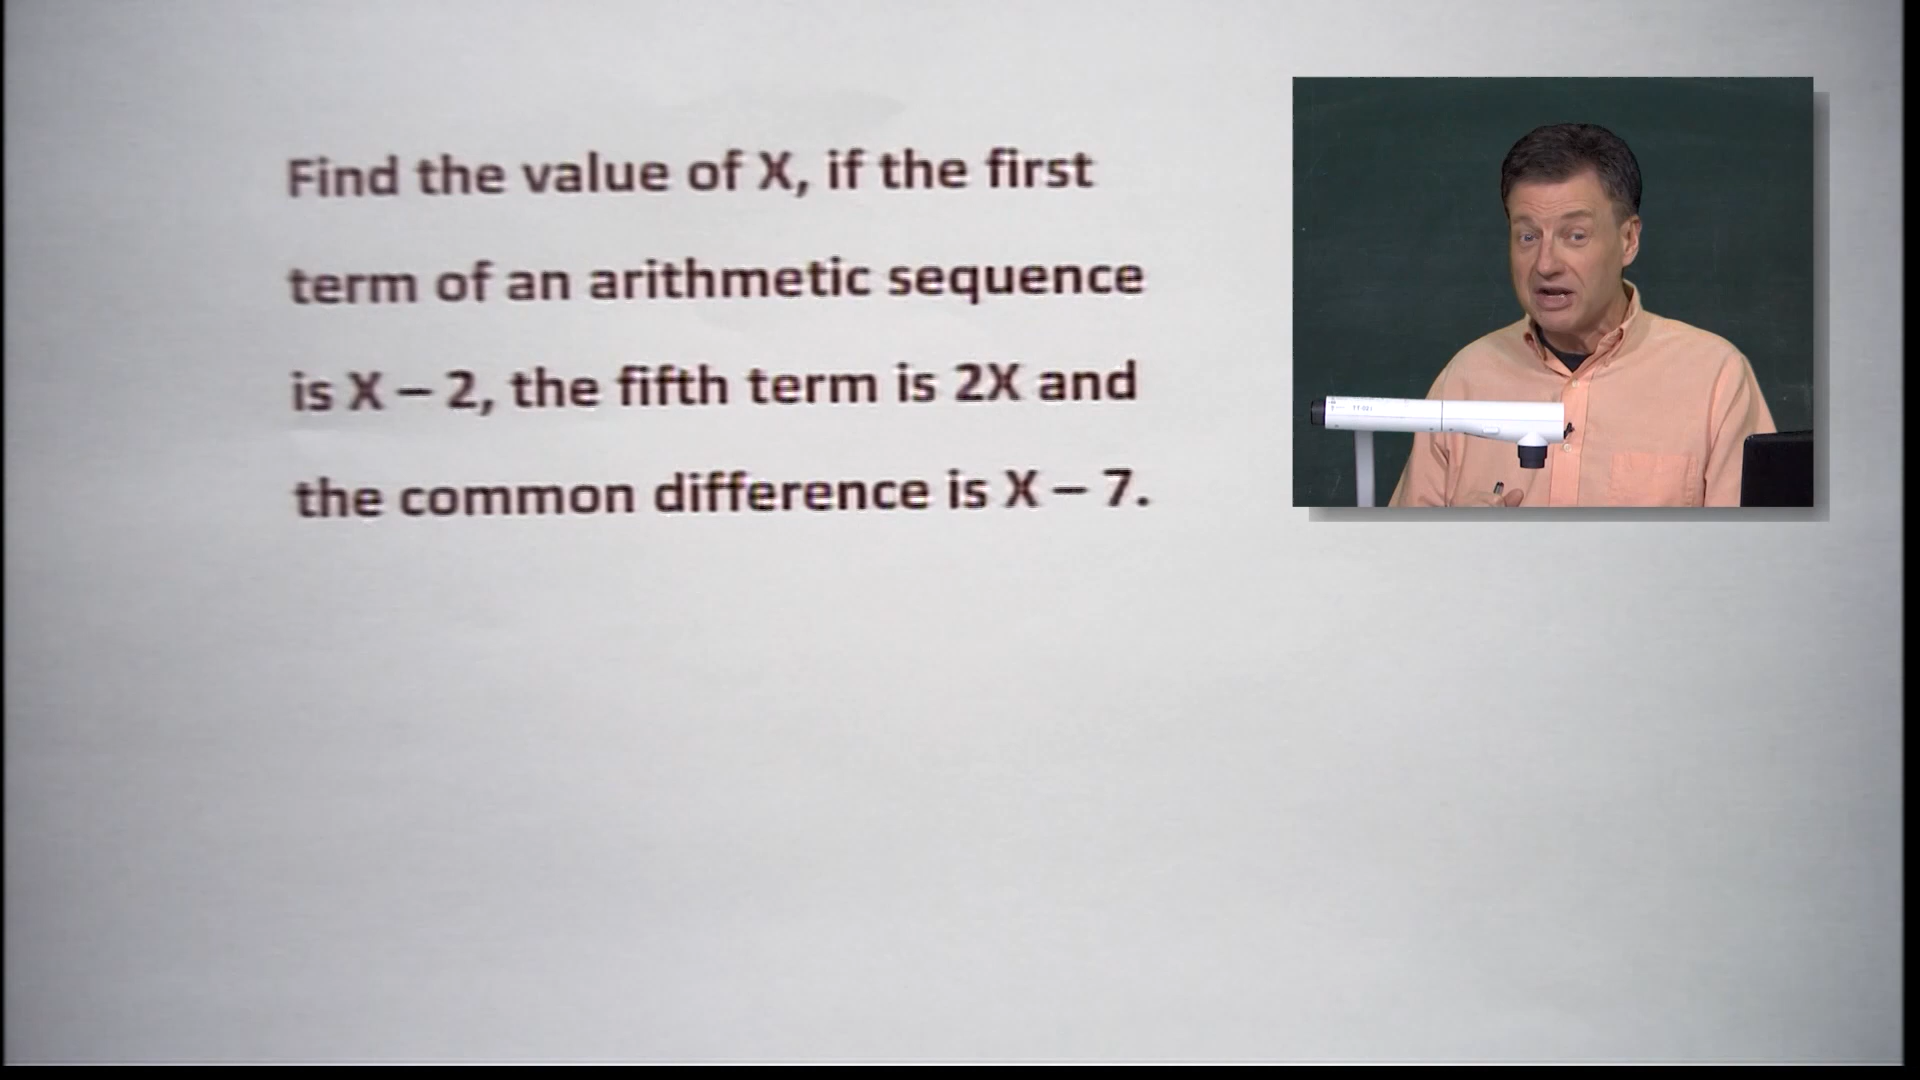 Find the value of X, if the first
term of an arithmetic sequence
is X – 2, the fifth term is 2X and
the common difference is X – 7.